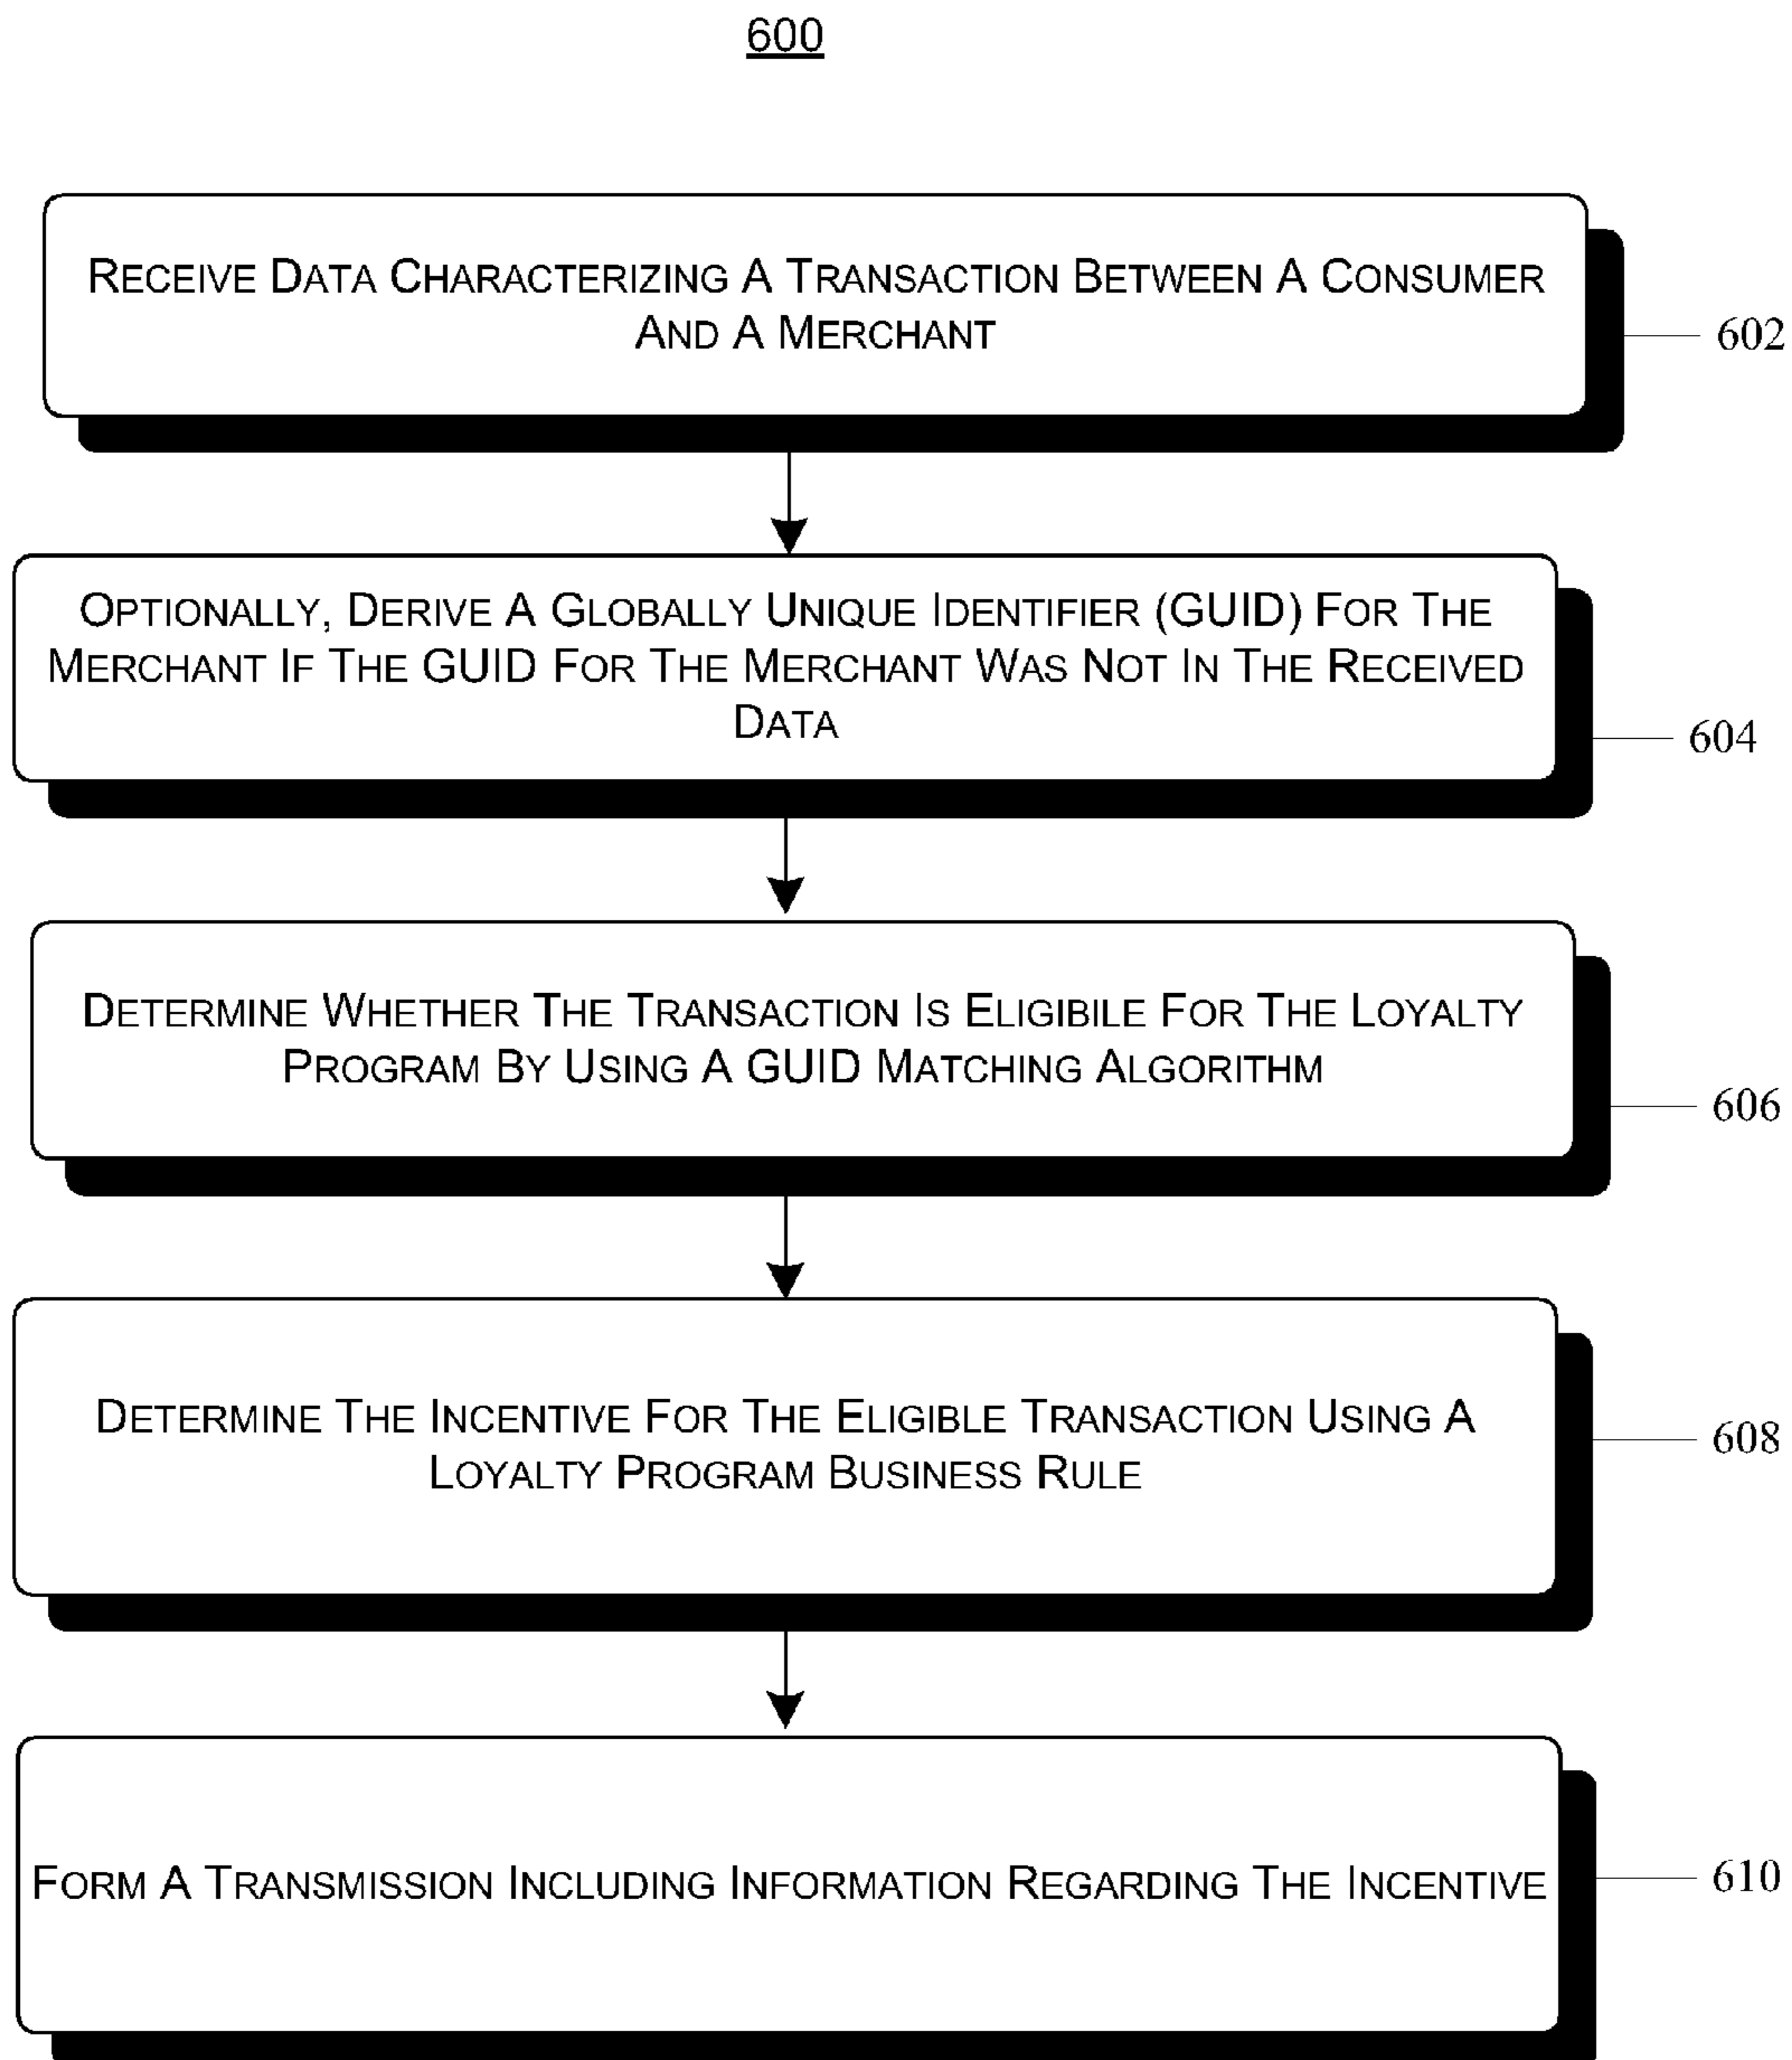 600
RECEIVE DATA CHARACTERIZING A TRANSACTION BETWEEN A CONSUMER
AND A MERCHANT
602
OPTIONALLY, DERIVE A GLOBALLY UNIQUE IDENTIFIER (GUID) FOR THE
MERCHANT IF THE GUID FOR THE MERCHANT WAS NOT IN THE RECEIVED
DATA
604
DETERMINE WHETHER THE TRANSACTION IS ELIGIBILE FOR THE LOYALTY
PROGRAM BY USING A GUID MATCHING ALGORITHM
606
DETERMINE THE INCENTIVE FOR THE ELIGIBLE TRANSACTION USING A
LOYALTY PROGRAM BUSINESS RULE
608
FORM A TRANSMISSION INCLUDING INFORMATION REGARDING THE INCENTIVE
610